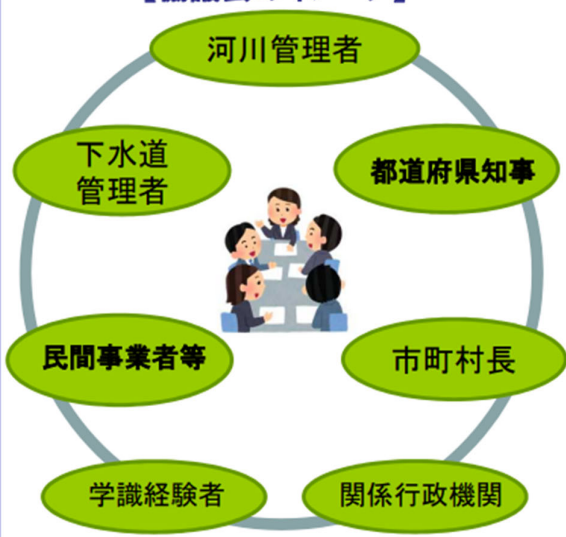 河川管理者
下水道
管理者
都道府県知事
民間事業者等
市町村長
学識経験者
関係行政機関